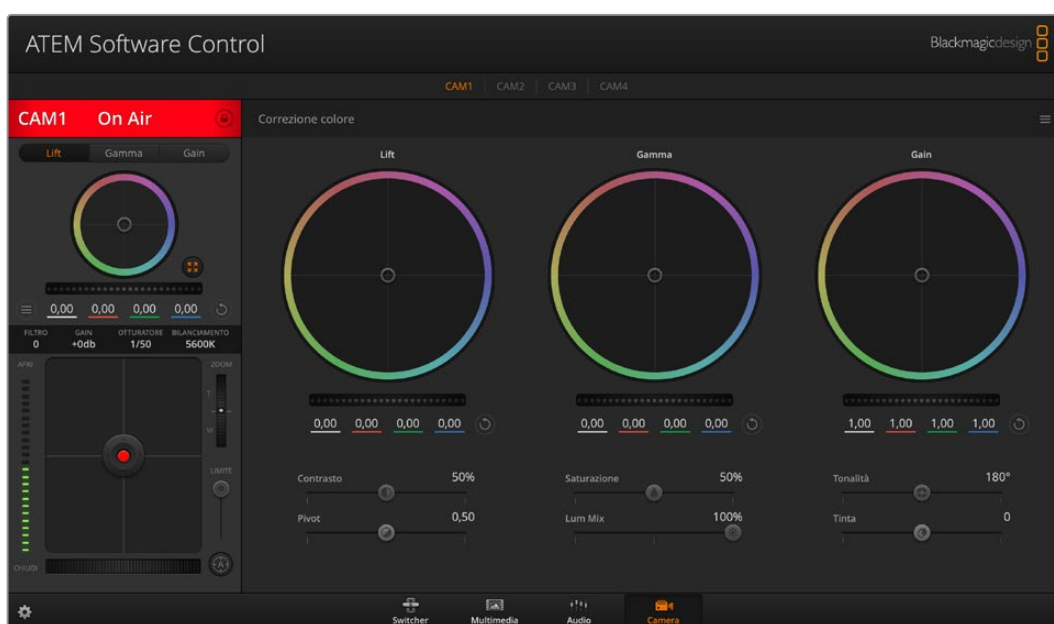 ATEM Software Control
Blackmagicdesign
CAM1 CAM2 CAM3 CAM4
CAM1 On Air
Correzione colore
Lift Gamma Gain
Lift Gamma Gain
0,00 0,00 0,00 0,00
FILTRO GAIN OTTURATORE BILANCIAMENTO
0 +0db 1/50 5600K
APRI ZOOM
T
W
LIMITE
A
CHIUDI
0,00 0,00 0,00 0,00
0,00 0,00 0,00 0,00
1,00 1,00 1,00 1,00
Contrasto 50%
Saturazione 50%
Tonalità 180°
Pivot 0,50
Lum Mix 100%
Tinta 0
Switcher Multimedia Audio Camera